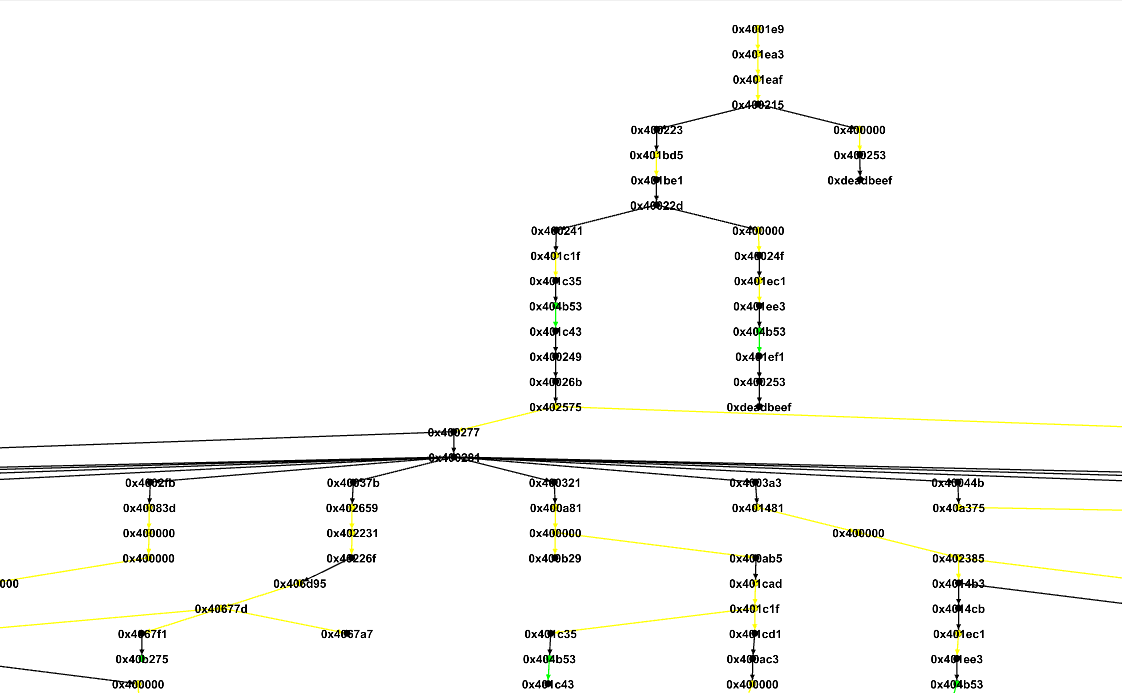 0x4001e9
0x401ea3
0x401eaf
0x400215
0x400223 0x400000
0x401bd5 0x400253
0x401be1 0xdeadbeef
0x40022d
0x400241 0x400000
0x401c1f 0x40024f
0x401c35 0x401ec1
0x404b53 0x401ee3
0x401c43 0x404b53
0x400249 0x401ef1
0x40026b 0x400253
0x402575 0xdeadbeef
0x400277
0x400281
0x4002fb 0x40037b 0x400321 0x4003a3 0x40044b
0x40083d 0x402659 0x400a81 0x401481 0x40a375
0x400000 0x402231 0x400000 0x400000
0x400000 0x40226f 0x400b29 0x400ab5 0x402385
000 0x406d95 0x401cad 0x4014b3
0x40677d 0x401c1f 0x4014cb
0x4067f1 0x4067a7 0x401c35 0x401cd1 0x401ec1
0x40b275 0x404b53 0x400ac3 0x401ee3
0x400000 0x401c43 0x400000 0x404b53